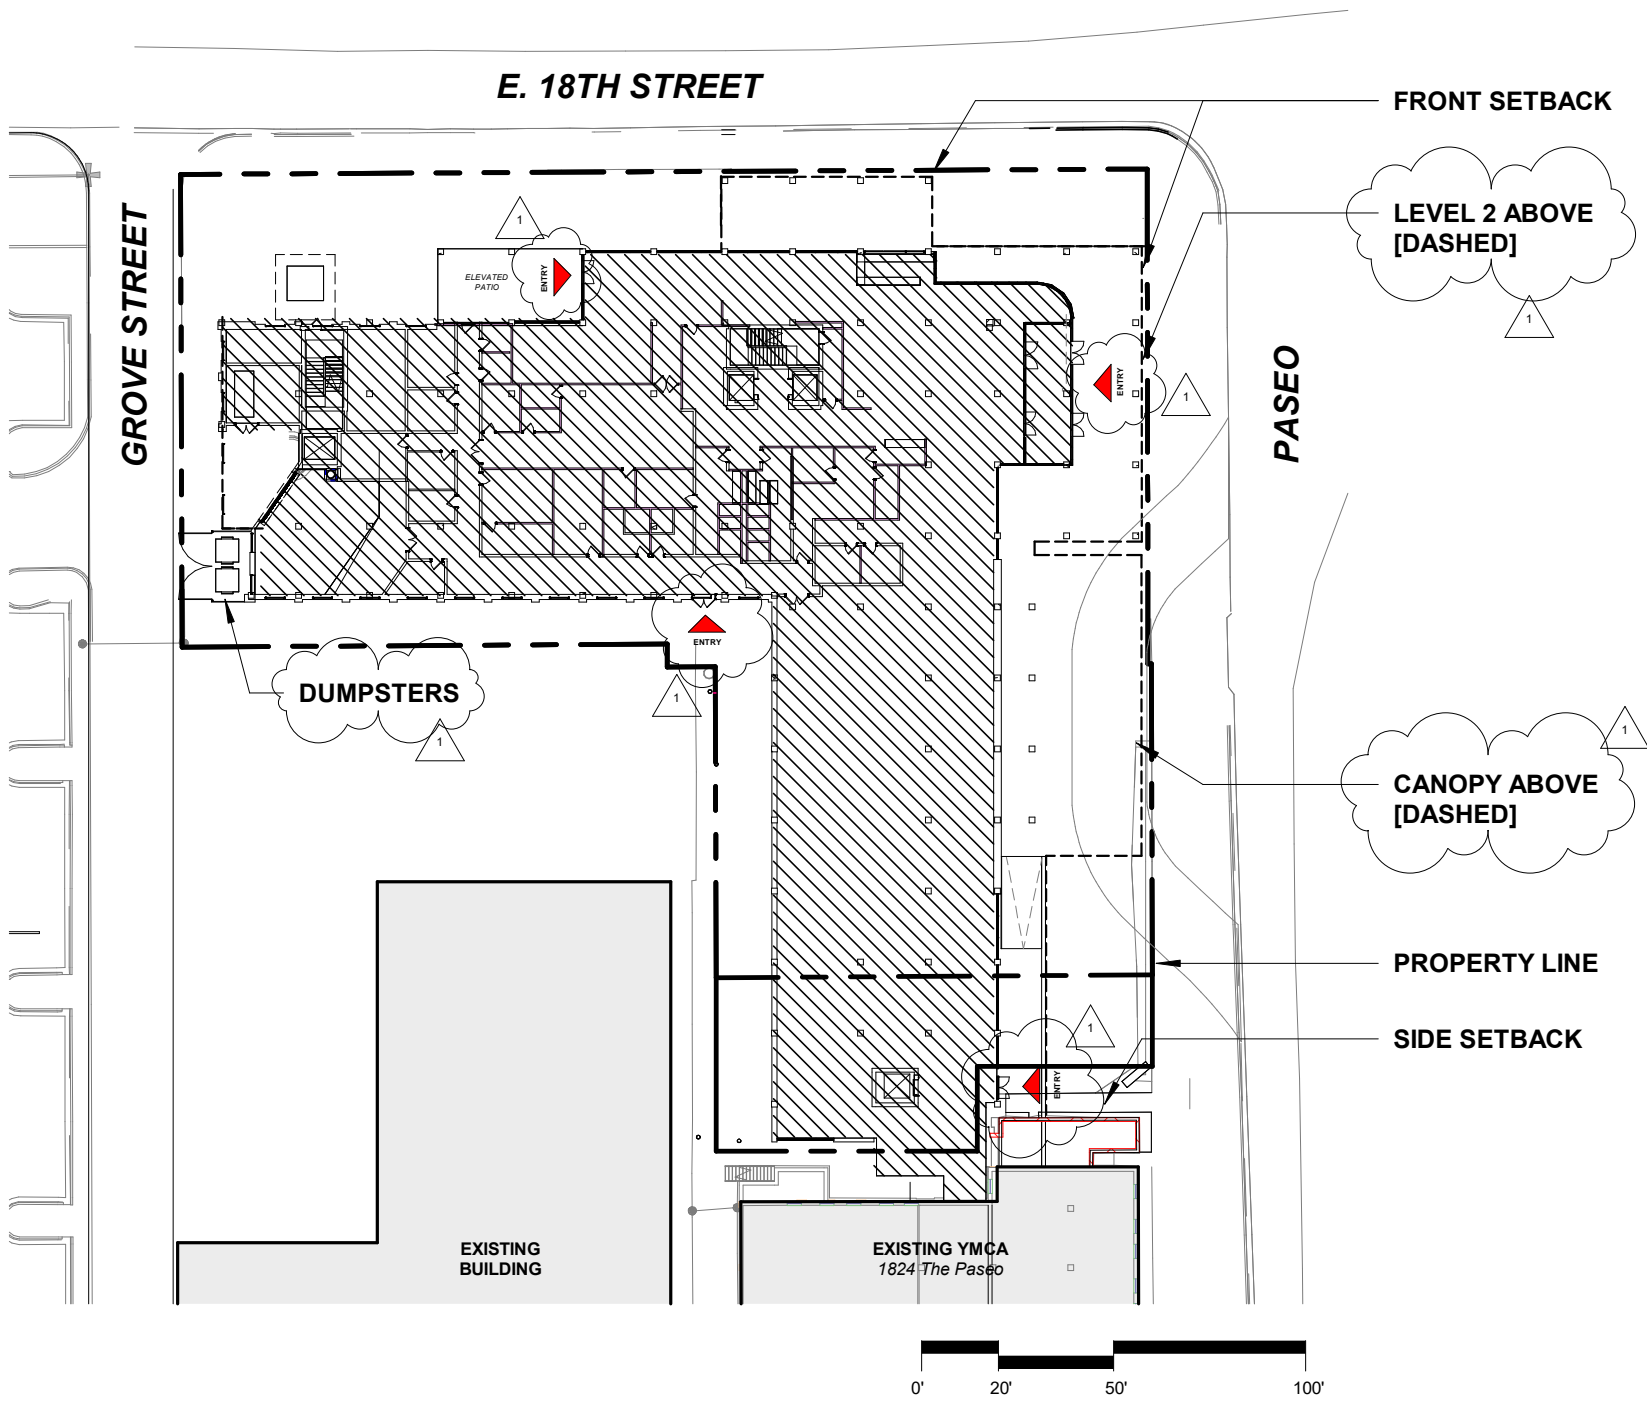 E. 18TH STREET
FRONT SETBACK
LEVEL 2 ABOVE
[DASHED]
1
1
GROVE STREET
ELEVATED
PATIO
ENTRY
PASEO
ENTRY
1
ENTRY
DUMPSTERS
1
1
1
CANOPY ABOVE
[DASHED]
PROPERTY LINE
1
SIDE SETBACK
ENTRY
EXISTING
BUILDING
EXISTING YMCA
1824 The Paseo
0'
20'
50'
100'